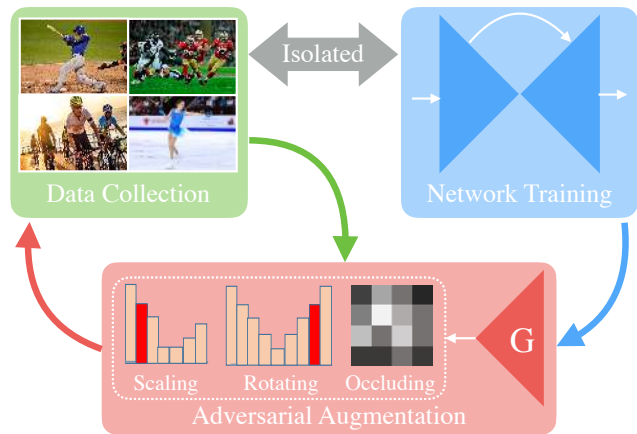 Isolated
Data Collection
Network Training
G
Scaling
Rotating
Occluding
Adversarial Augmentation